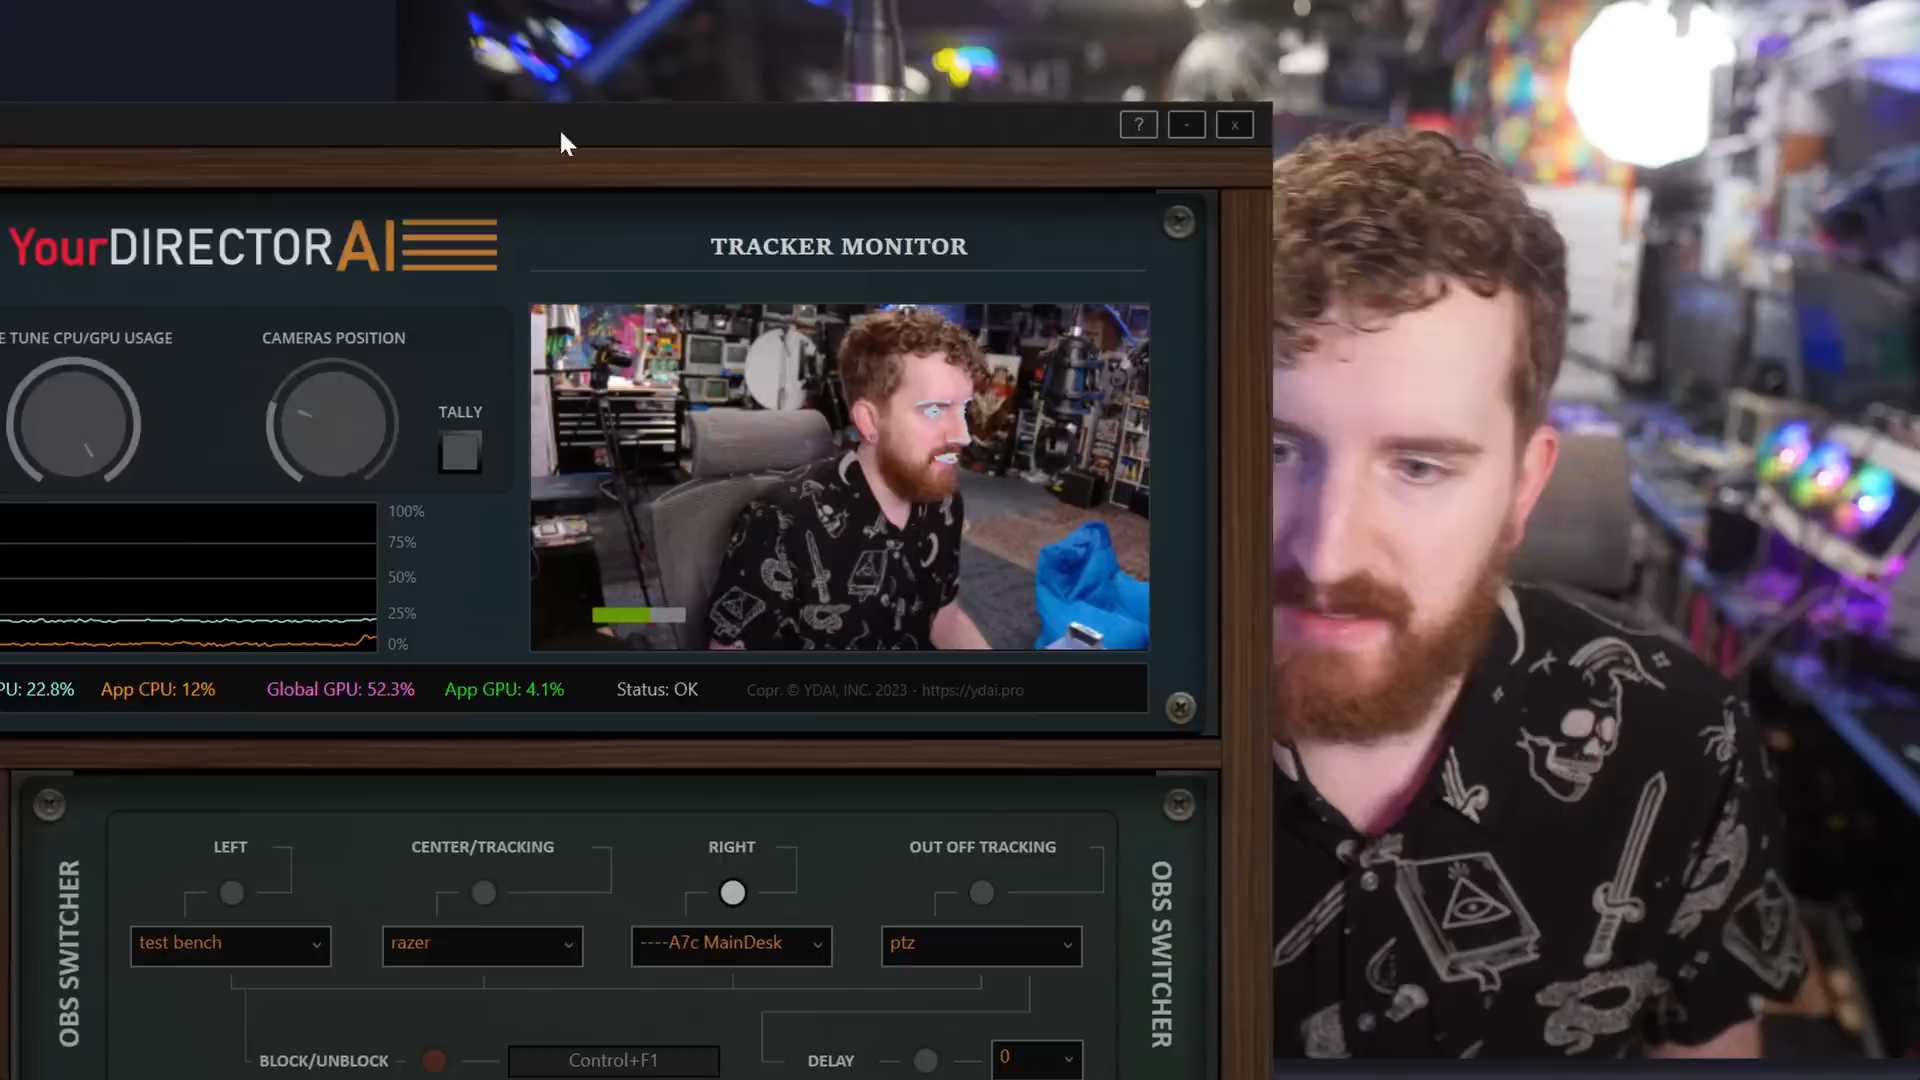 ? - x
YourDIRECTORAI
TRACKER MONITOR
E TUNE CPU/GPU USAGE
CAMERAS POSITION
TALLY
100%
75%
50%
25%
0%
PU: 22.8% App CPU: 12% Global GPU: 52.3% App GPU: 4.1% Status: OK Copr. © YDAI, INC. 2023 - https://ydai.pro
OBS SWITCHER
LEFT
CENTER/TRACKING
RIGHT
OUT OFF TRACKING
test bench
razer
----A7c MainDesk
ptz
BLOCK/UNBLOCK
Control+F1
DELAY
0
OBS SWITCHER